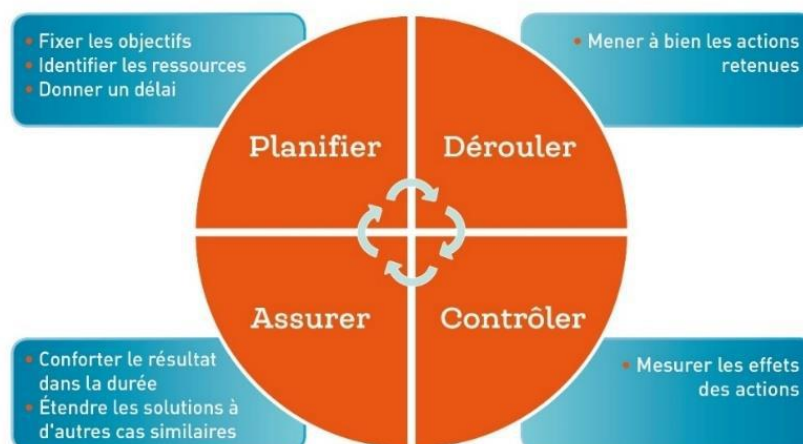 • Fixer les objectifs
• Identifier les ressources
• Donner un délai
• Mener à bien les actions
retenues
Planifier
Dérouler
Assurer
Contrôler
• Conforter le résultat
dans la durée
• Étendre les solutions à
d'autres cas similaires
• Mesurer les effets
des actions